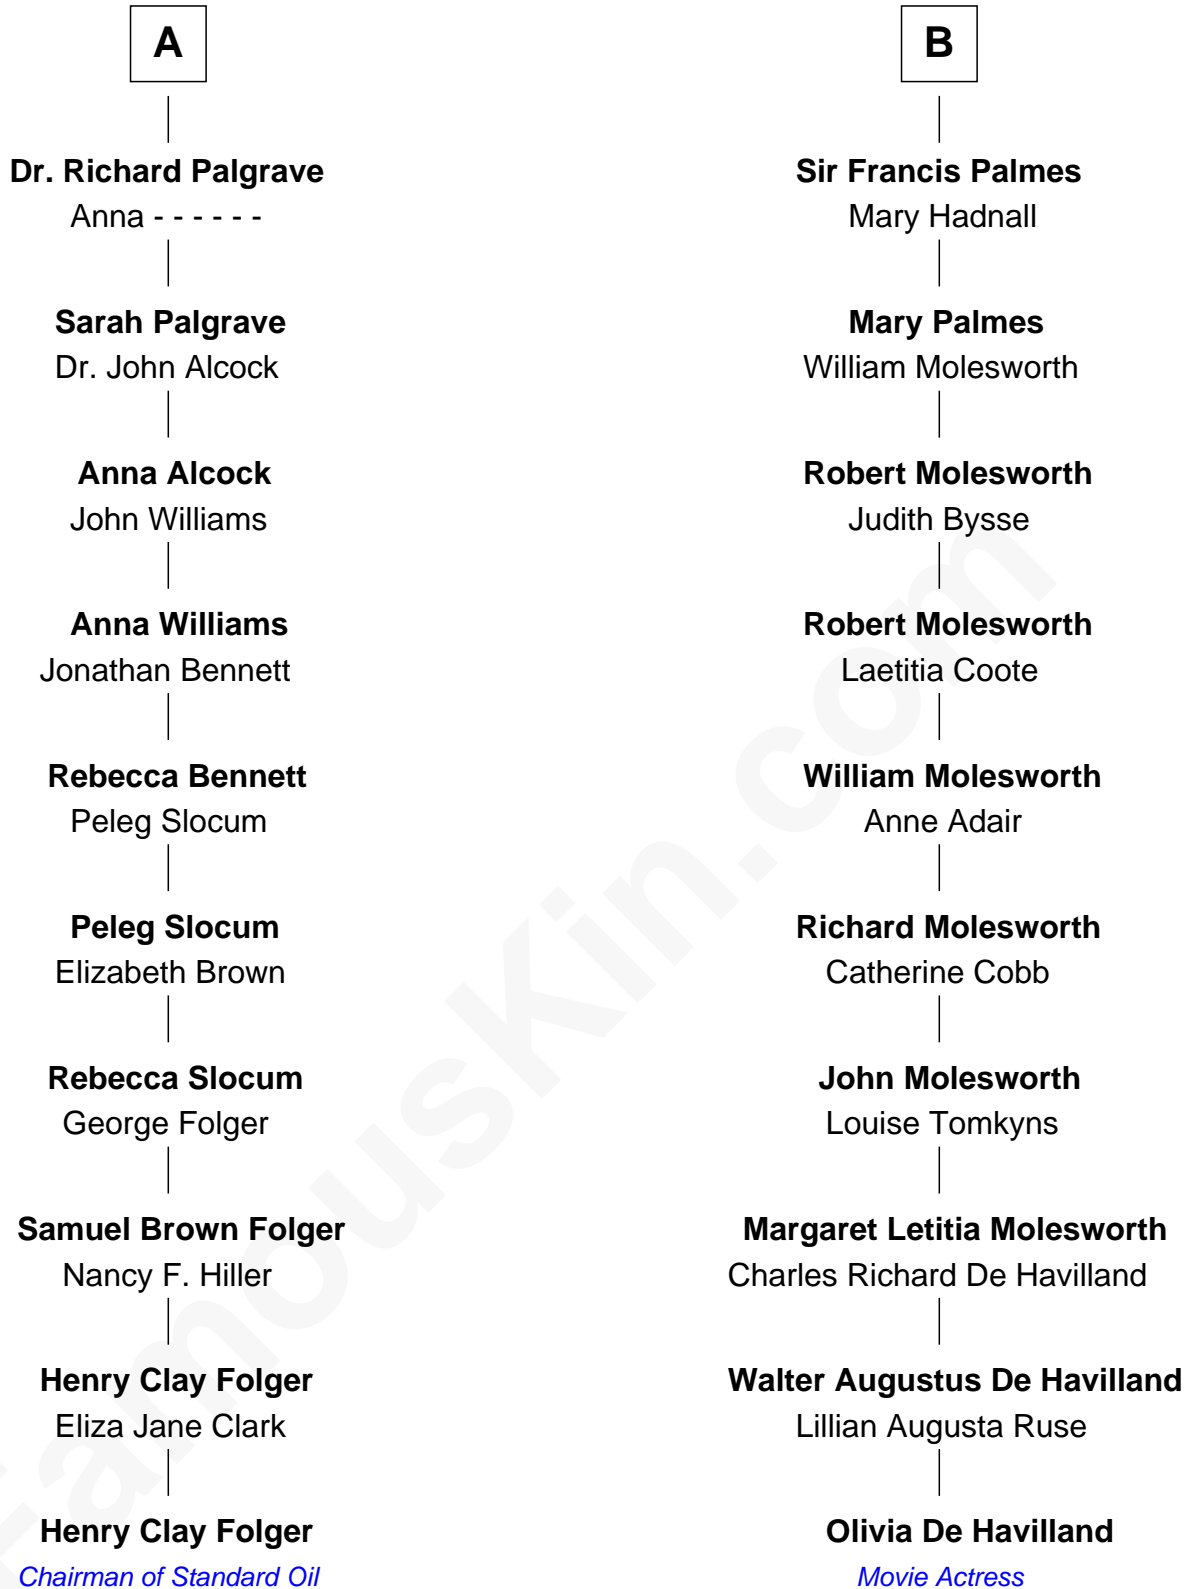 A
Dr. Richard Palgrave
Anna - - - - - -
Sarah Palgrave
Dr. John Alcock
Anna Alcock
John Williams
Anna Williams
Jonathan Bennett
Rebecca Bennett
Peleg Slocum
Peleg Slocum
Elizabeth Brown
Rebecca Slocum
George Folger
Samuel Brown Folger
Nancy F. Hiller
Henry Clay Folger
Eliza Jane Clark
Henry Clay Folger
Chairman of Standard Oil
B
Sir Francis Palmes
Mary Hadnall
Mary Palmes
William Molesworth
Robert Molesworth
Judith Bysse
Robert Molesworth
Laetitia Coote
William Molesworth
Anne Adair
Richard Molesworth
Catherine Cobb
John Molesworth
Louise Tomkyns
Margaret Letitia Molesworth
Charles Richard De Havilland
Walter Augustus De Havilland
Lillian Augusta Ruse
Olivia De Havilland
Movie Actress
FamousKin.com